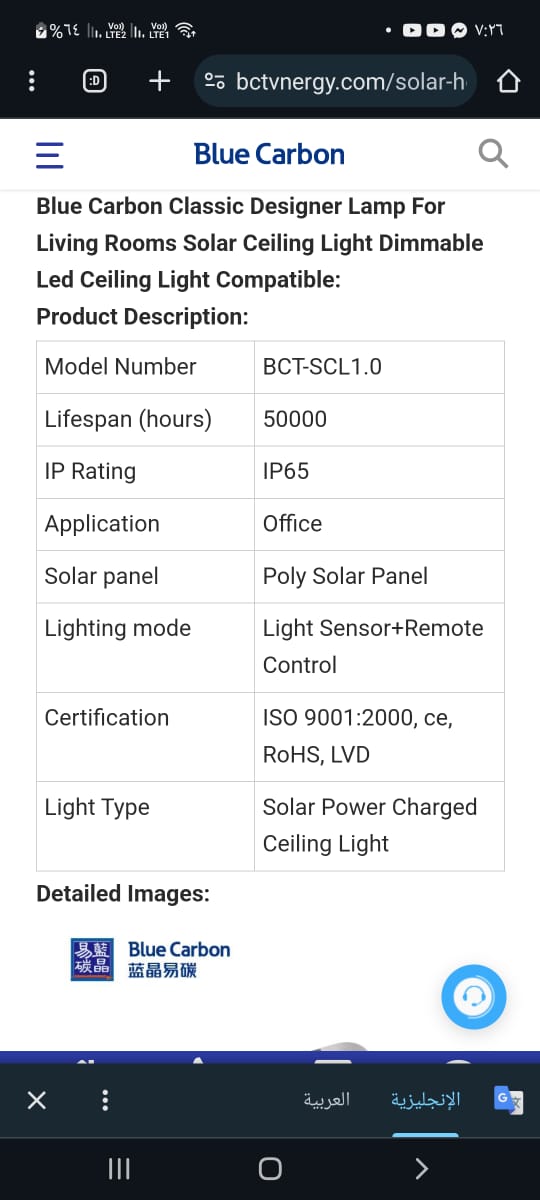 %٦٤ Vo)) LTE2 Vo)) LTE1 ٧:٢٦
:D bctvnergy.com/solar-h
Blue Carbon
Blue Carbon Classic Designer Lamp For
Living Rooms Solar Ceiling Light Dimmable
Led Ceiling Light Compatible:
Product Description:
Model Number BCT-SCL1.0
Lifespan (hours) 50000
IP Rating IP65
Application Office
Solar panel Poly Solar Panel
Lighting mode Light Sensor+Remote
Control
Certification ISO 9001:2000, ce,
RoHS, LVD
Light Type Solar Power Charged
Ceiling Light
Detailed Images:
易藍 Blue Carbon
碳晶 蓝晶易碳
الإنجليزية العربية G 文